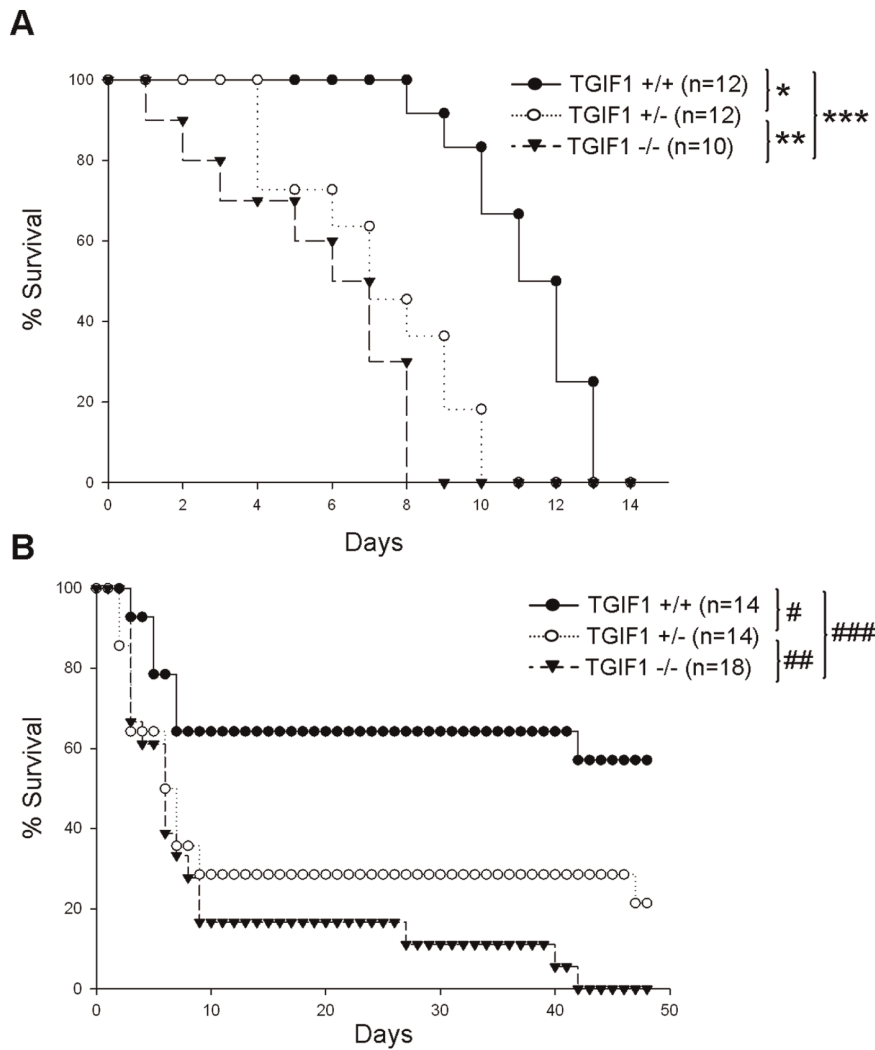 A
100
80
60
40
20
0
% Survival
0 2 4 6 8 10 12 14
Days
TGIF1 +/+ (n=12)
TGIF1 +/- (n=12)
TGIF1 -/- (n=10)
*
**
***
B
100
80
60
40
20
0
% Survival
0 10 20 30 40 50
Days
TGIF1 +/+ (n=14
TGIF1 +/- (n=14)
TGIF1 -/- (n=18)
#
##
###